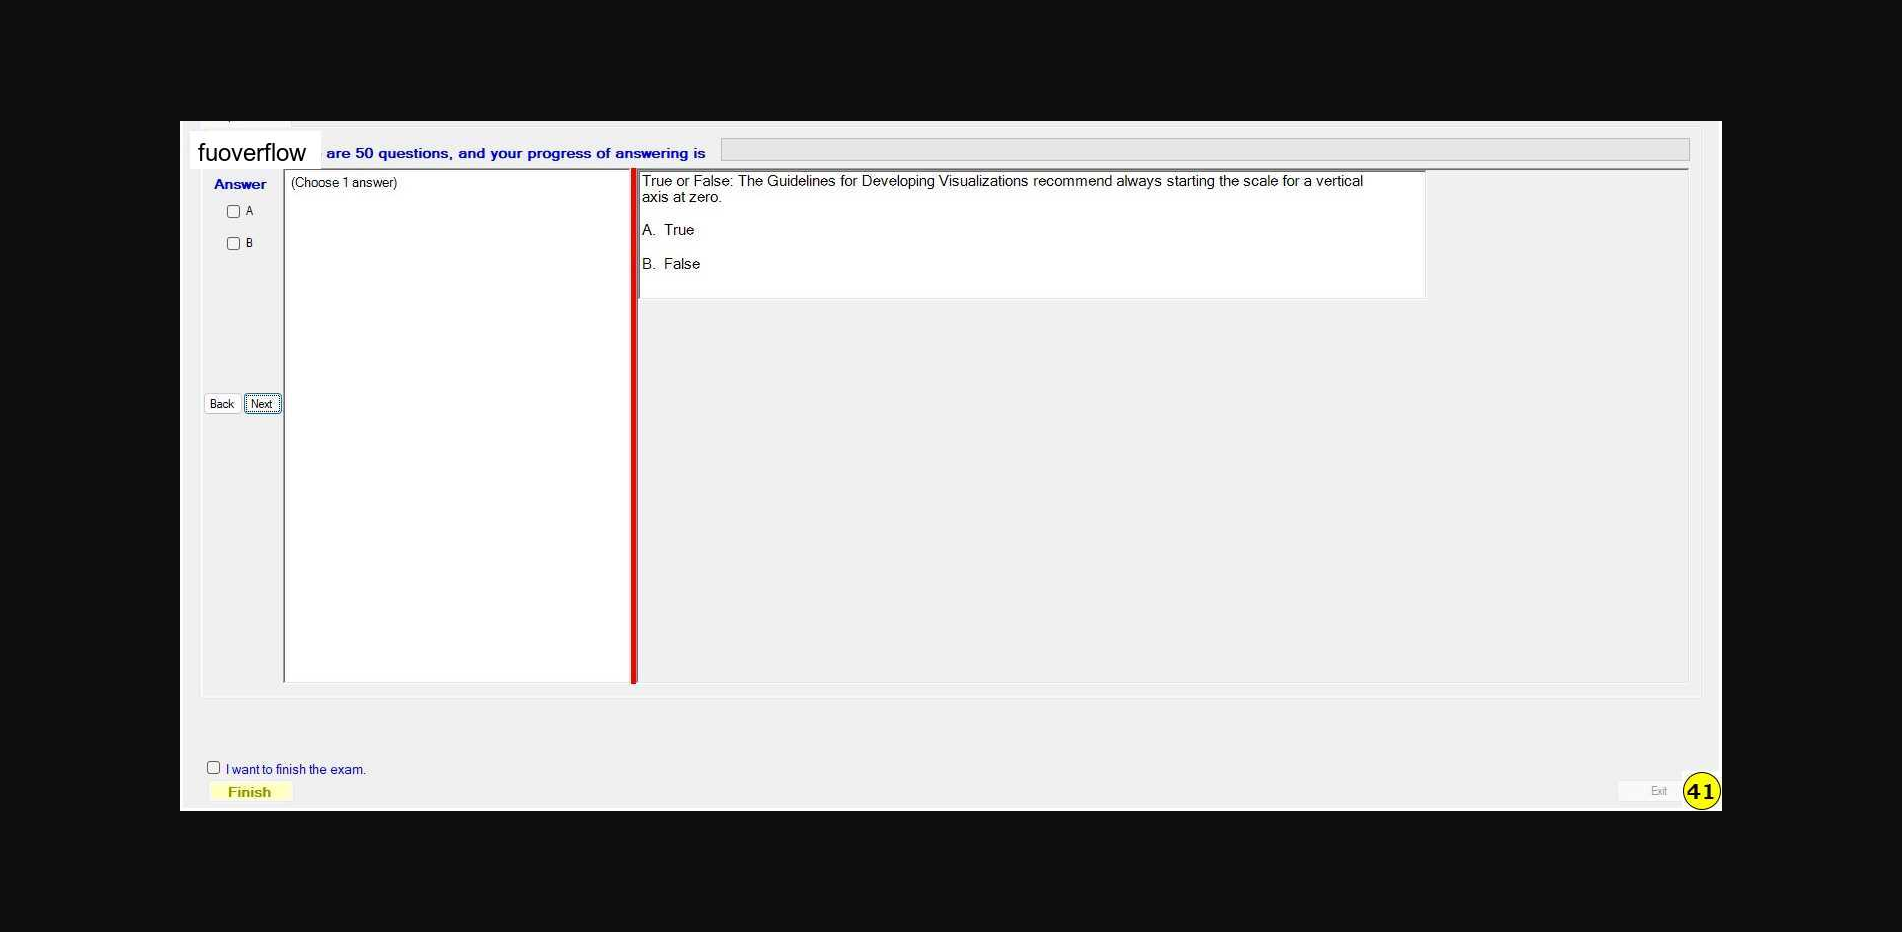 fuoverflow are 50 questions, and your progress of answering is
Answer
(Choose 1 answer)
A
B
Back Next
True or False: The Guidelines for Developing Visualizations recommend always starting the scale for a vertical
axis at zero.
A. True
B. False
I want to finish the exam.
Finish
Exit
41